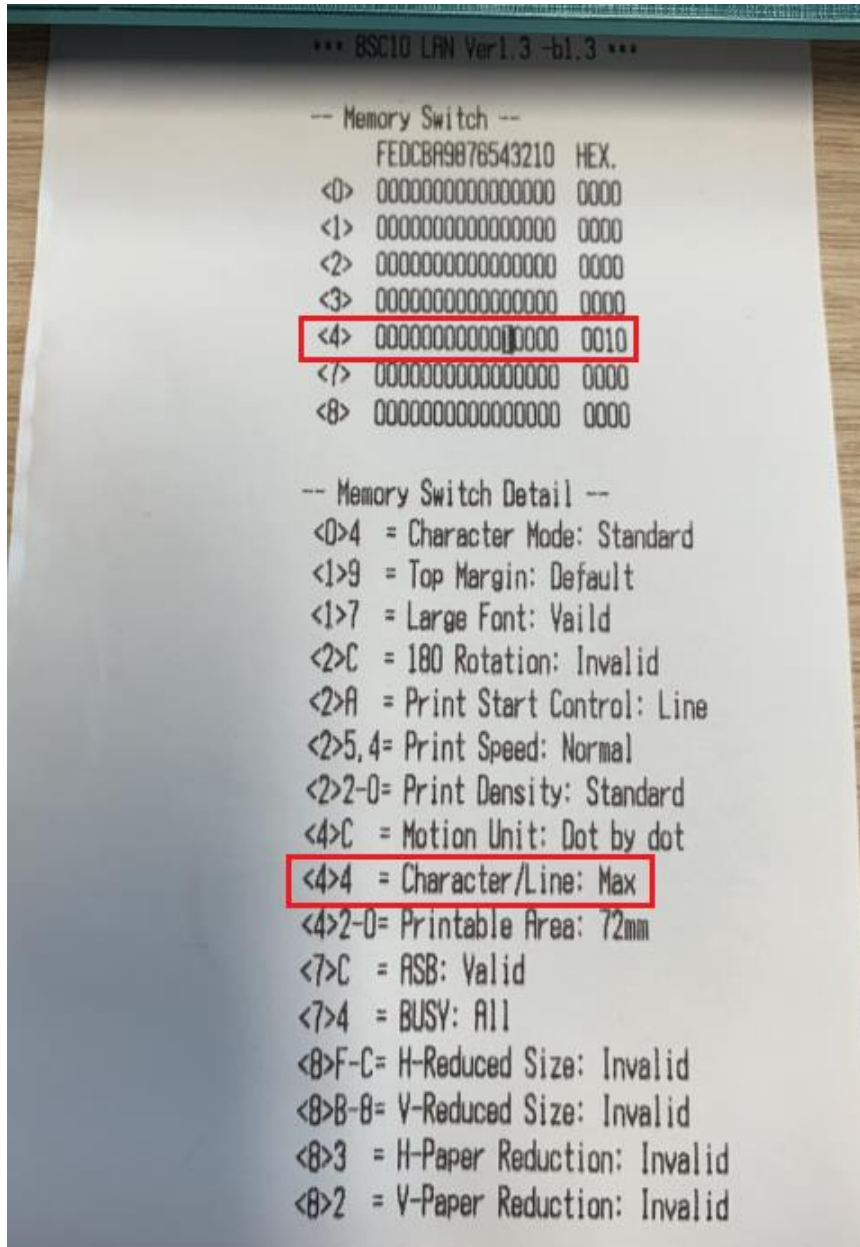 *** BSC10 LAN Ver1.3 -b1.3 ***
-- Memory Switch --
FEDCBA9876543210 HEX.
<0> 0000000000000000 0000
<1> 0000000000000000 0000
<2> 0000000000000000 0000
<3> 0000000000000000 0000
<4> 0000000000010000 0010
<7> 0000000000000000 0000
<8> 0000000000000000 0000
-- Memory Switch Detail --
<0>4 = Character Mode: Standard
<1>9 = Top Margin: Default
<1>7 = Large Font: Vaild
<2>C = 180 Rotation: Invalid
<2>A = Print Start Control: Line
<2>5,4= Print Speed: Normal
<2>2-0= Print Density: Standard
<4>C = Motion Unit: Dot by dot
<4>4 = Character/Line: Max
<4>2-0= Printable Area: 72mm
<7>C = ASB: Valid
<7>4 = BUSY: All
<8>F-C= H-Reduced Size: Invalid
<8>B-8= V-Reduced Size: Invalid
<8>3 = H-Paper Reduction: Invalid
<8>2 = V-Paper Reduction: Invalid